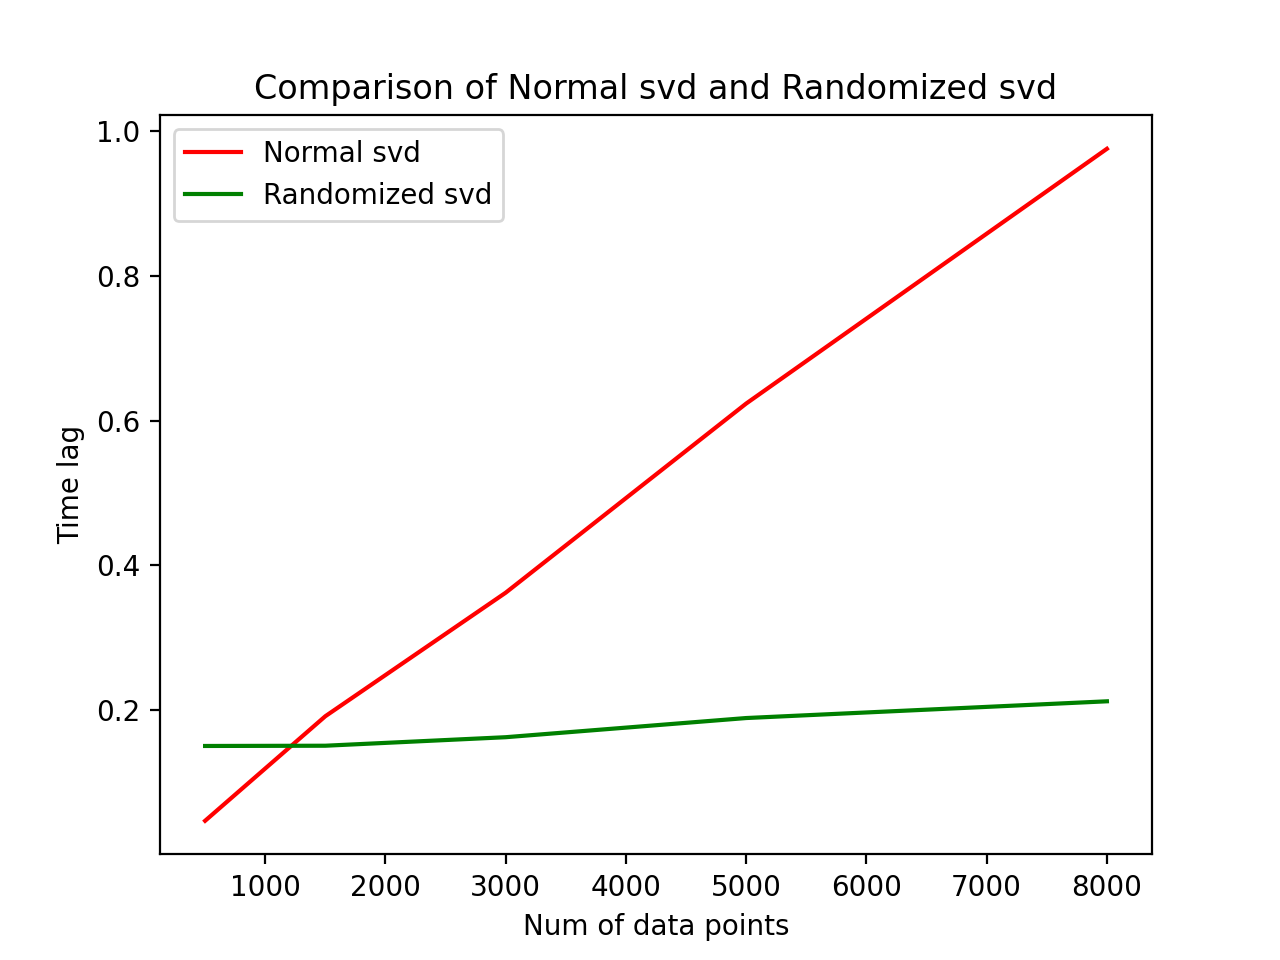 Comparison of Normal svd and Randomized svd
Normal svd
Randomized svd
1.0
0.8
0.6
0.4
0.2
Time lag
1000 2000 3000 4000 5000 6000 7000 8000
Num of data points